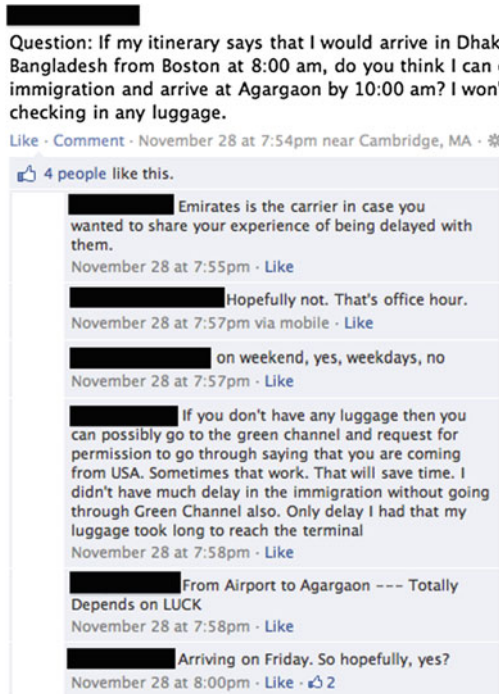 Question: If my itinerary says that I would arrive in Dhak
Bangladesh from Boston at 8:00 am, do you think I can
immigration and arrive at Agargaon by 10:00 am? I won'
checking in any luggage.
Like · Comment · November 28 at 7:54pm near Cambridge, MA ·
4 people like this.
Emirates is the carrier in case you
wanted to share your experience of being delayed with
them.
November 28 at 7:55pm · Like
Hopefully not. That's office hour.
November 28 at 7:57pm via mobile · Like
on weekend, yes, weekdays, no
November 28 at 7:57pm · Like
If you don't have any luggage then you
can possibly go to the green channel and request for
permission to go through saying that you are coming
from USA. Sometimes that work. That will save time. I
didn't have much delay in the immigration without going
through Green Channel also. Only delay I had that my
luggage took long to reach the terminal
November 28 at 7:58pm · Like
From Airport to Agargaon --- Totally
Depends on LUCK
November 28 at 7:58pm · Like
Arriving on Friday. So hopefully, yes?
November 28 at 8:00pm · Like · 2